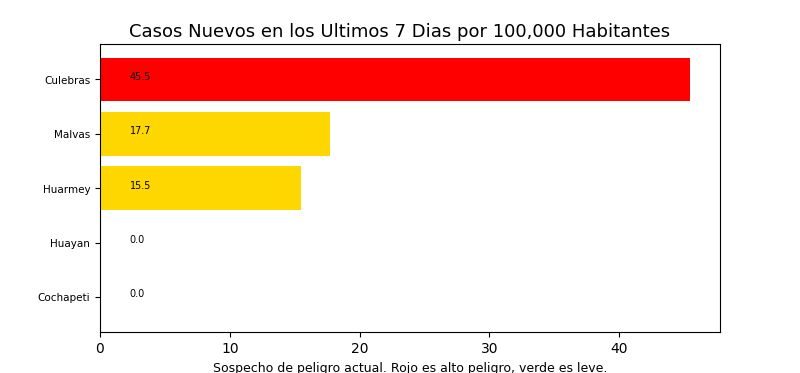 Casos Nuevos en los Ultimos 7 Dias por 100,000 Habitantes
Culebras 45.5
Malvas 17.7
Huarmey 15.5
Huayan 0.0
Cochapeti 0.0
0 10 20 30 40
Sospecho de peligro actual. Rojo es alto peligro, verde es leve.